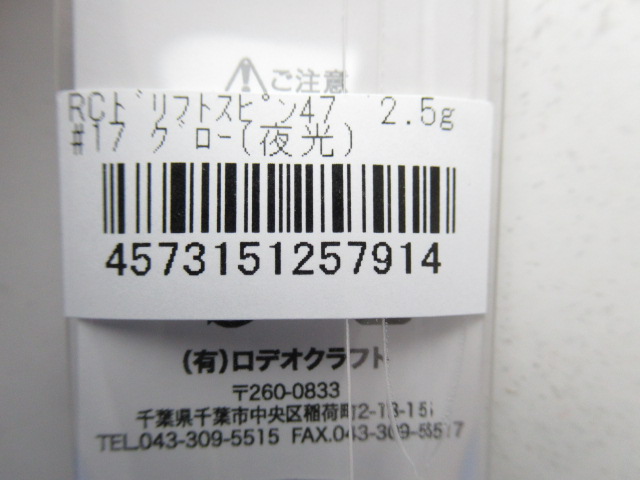 ご注意
RCﾄﾞﾘﾌﾄｽﾋﾟﾝ47 2.5g
#17 ｸﾞﾛｰ(夜光)
4573151257914
(有)ロデオクラフト
〒260-0833
千葉県千葉市中央区稲荷町2-13-15
TEL.043-309-5515 FAX.043-309-5517